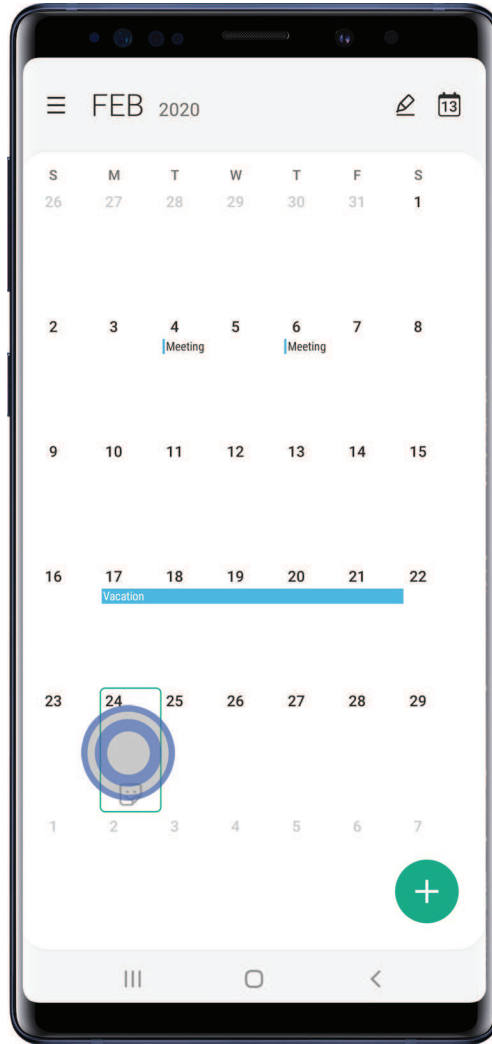 FEB 2020
13
S M T W T F S
26 27 28 29 30 31 1
2 3 4 5 6 7 8
Meeting Meeting
9 10 11 12 13 14 15
16 17 18 19 20 21 22
Vacation
23 24 25 26 27 28 29
1 2 3 4 5 6 7